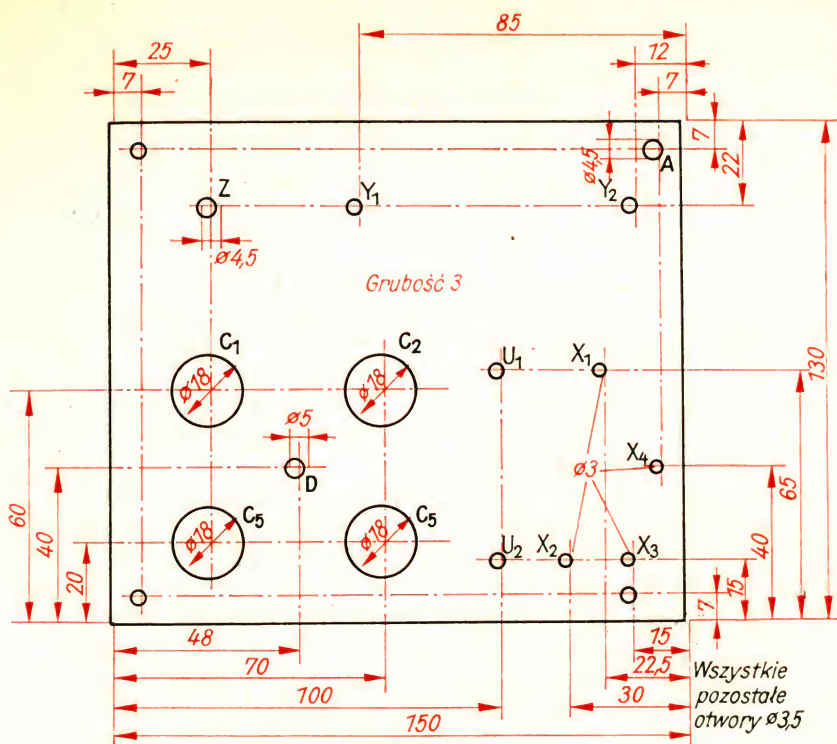 85
25
12
7
7
7
22
ø4,5
A
Z
Y₁
Y₂
ø4,5
Grubość 3
130
C₁
C₂
U₁
X₁
ø18
ø18
ø5
X₄
ø3
D
60
40
65
40
C₅
C₅
ø18
ø18
20
U₂
X₂
X₃
15
7
48
15
70
22,5
100
30
150
Wszystkie
pozostałe
otwory ø3,5